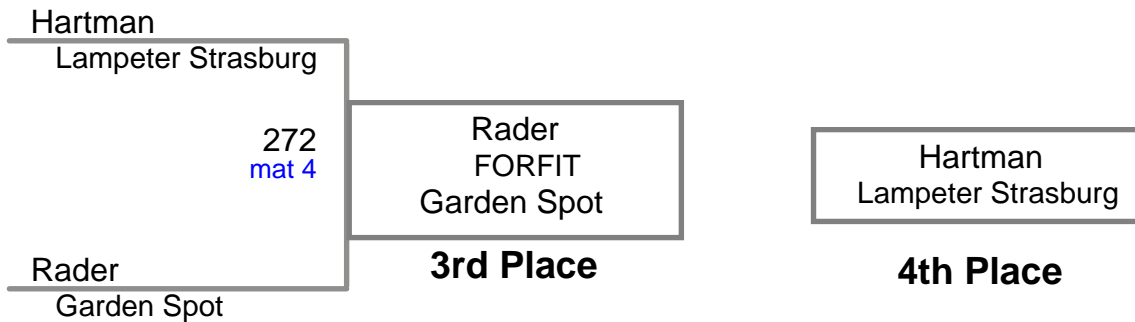 Hartman
Lampeter Strasburg
272
mat 4
Rader
Garden Spot
Rader
FORFIT
Garden Spot
3rd Place
Hartman
Lampeter Strasburg
4th Place